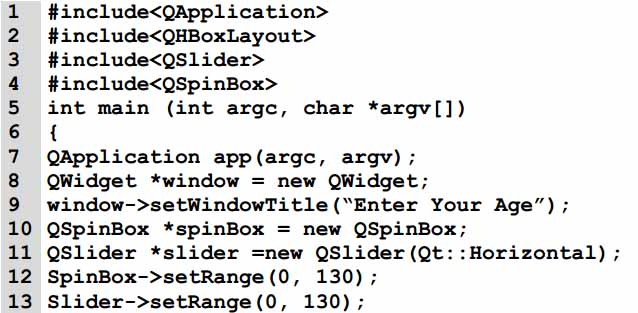 1 #include<QApplication>
2 #include<QHBoxLayout>
3 #include<QSlider>
4 #include<QSpinBox>
5 int main (int argc, char *argv[])
6 {
7 QApplication app(argc, argv);
8 QWidget *window = new QWidget;
9 window->setWindowTitle(“Enter Your Age”);
10 QSpinBox *spinBox = new QSpinBox;
11 QSlider *slider =new QSlider(Qt::Horizontal);
12 SpinBox->setRange(0, 130);
13 Slider->setRange(0, 130);